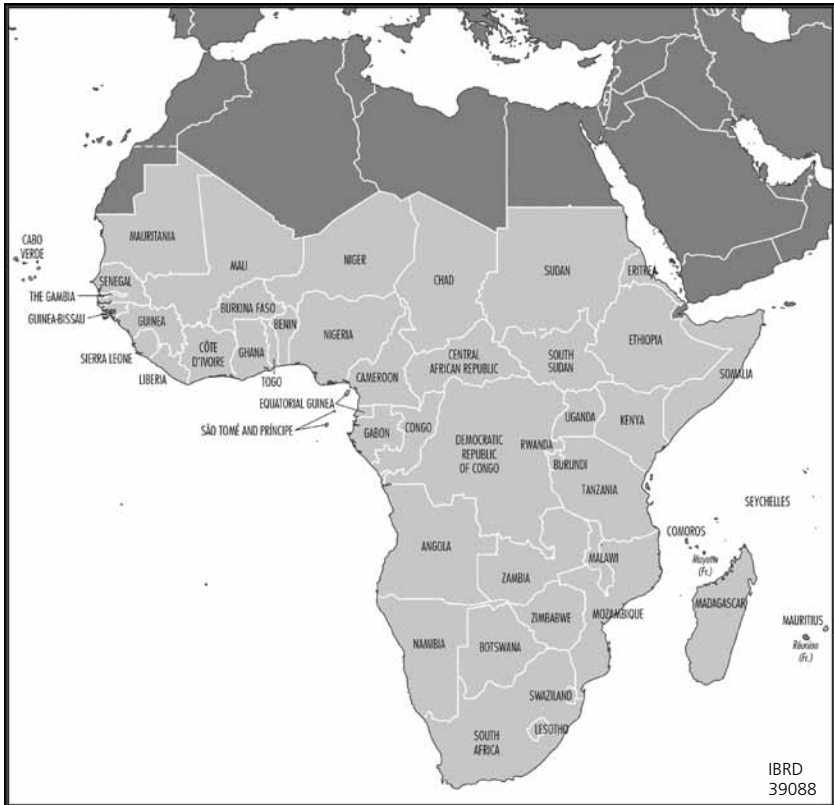 CABO
VERDE
MAURITANIA
MALI
NIGER
CHAD
SUDAN
ERITREA
SENEGAL
THE GAMBIA
GUINEA-BISSAU
GUINEA
BURKINA FASO
BENIN
NIGERIA
ETHIOPIA
SIERRA LEONE
LIBERIA
CÔTE
D'IVOIRE
GHANA
TOGO
CAMEROON
CENTRAL
AFRICAN REPUBLIC
SOUTH
SUDAN
SOMALIA
EQUATORIAL GUINEA
SÃO TOMÉ AND PRÍNCIPE
GABON
CONGO
DEMOCRATIC
REPUBLIC
OF CONGO
UGANDA
KENYA
RWANDA
BURUNDI
TANZANIA
SEYCHELLES
COMOROS
Mayotte
(Fr.)
ANGOLA
ZAMBIA
MALAWI
MOZAMBIQUE
MADAGASCAR
MAURITIUS
Réunion
(Fr.)
ZIMBABWE
NAMIBIA
BOTSWANA
SWAZILAND
LESOTHO
SOUTH
AFRICA
IBRD
39088